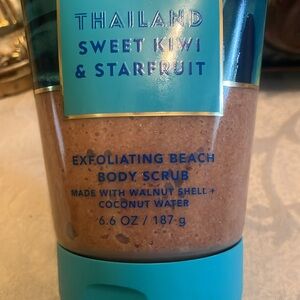 THAILAND
SWEET KIWI
& STARFRUIT
EXFOLIATING BEACH
BODY SCRUB
MADE WITH WALNUT SHELL +
COCONUT WATER
6.6 OZ / 187 g